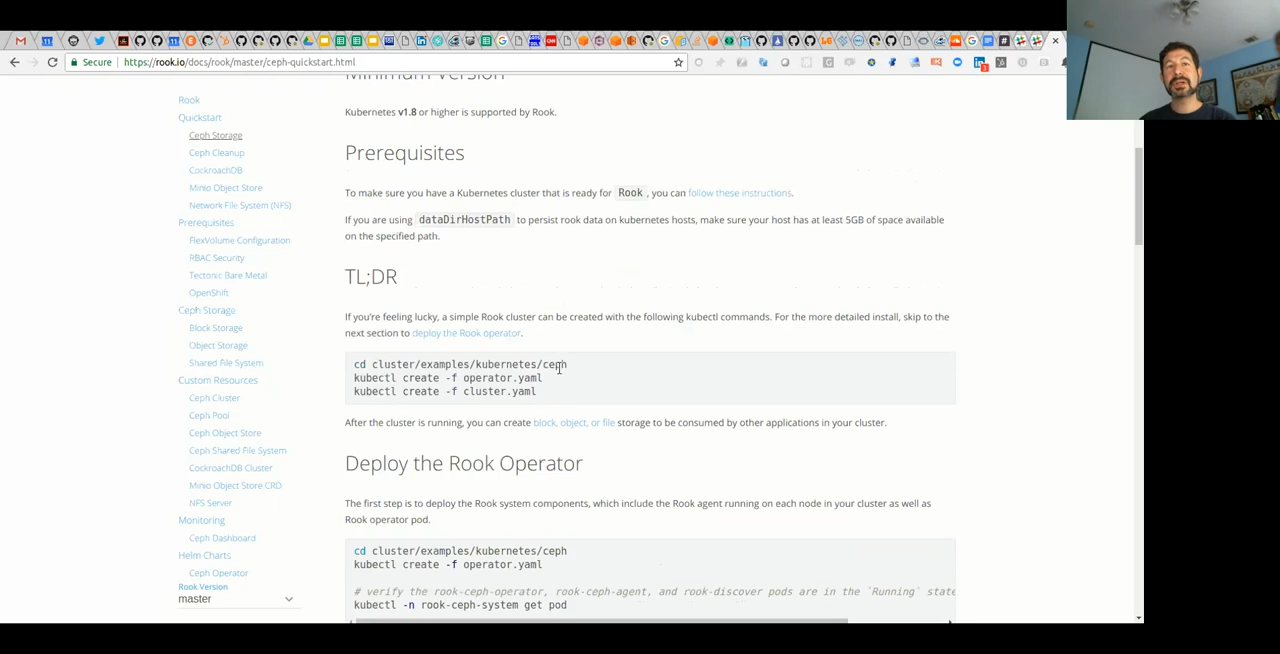 Secure
https://rook.io/docs/rook/master/ceph-quickstart.html
Rook
Quickstart
Ceph Storage
Ceph Cleanup
CockroachDB
Minio Object Store
Network File System (NFS)
Prerequisites
FlexVolume Configuration
RBAC Security
Tectonic Bare Metal
OpenShift
Ceph Storage
Block Storage
Object Storage
Shared File System
Custom Resources
Ceph Cluster
Ceph Pool
Ceph Object Store
Ceph Shared File System
CockroachDB Cluster
Minio Object Store CRD
NFS Server
Monitoring
Ceph Dashboard
Helm Charts
Ceph Operator
Rook Version
master
Minimum Version
Kubernetes v1.8 or higher is supported by Rook.
Prerequisites
To make sure you have a Kubernetes cluster that is ready for Rook, you can follow these instructions.
If you are using dataDirHostPath to persist rook data on kubernetes hosts, make sure your host has at least 5GB of space available
on the specified path.
TL;DR
If you're feeling lucky, a simple Rook cluster can be created with the following kubectl commands. For the more detailed install, skip to the
next section to deploy the Rook operator.
cd cluster/examples/kubernetes/ceph
kubectl create -f operator.yaml
kubectl create -f cluster.yaml
After the cluster is running, you can create block, object, or file storage to be consumed by other applications in your cluster.
Deploy the Rook Operator
The first step is to deploy the Rook system components, which include the Rook agent running on each node in your cluster as well as
Rook operator pod.
cd cluster/examples/kubernetes/ceph
kubectl create -f operator.yaml
# verify the rook-ceph-operator, rook-ceph-agent, and rook-discover pods are in the `Running` state
kubectl -n rook-ceph-system get pod